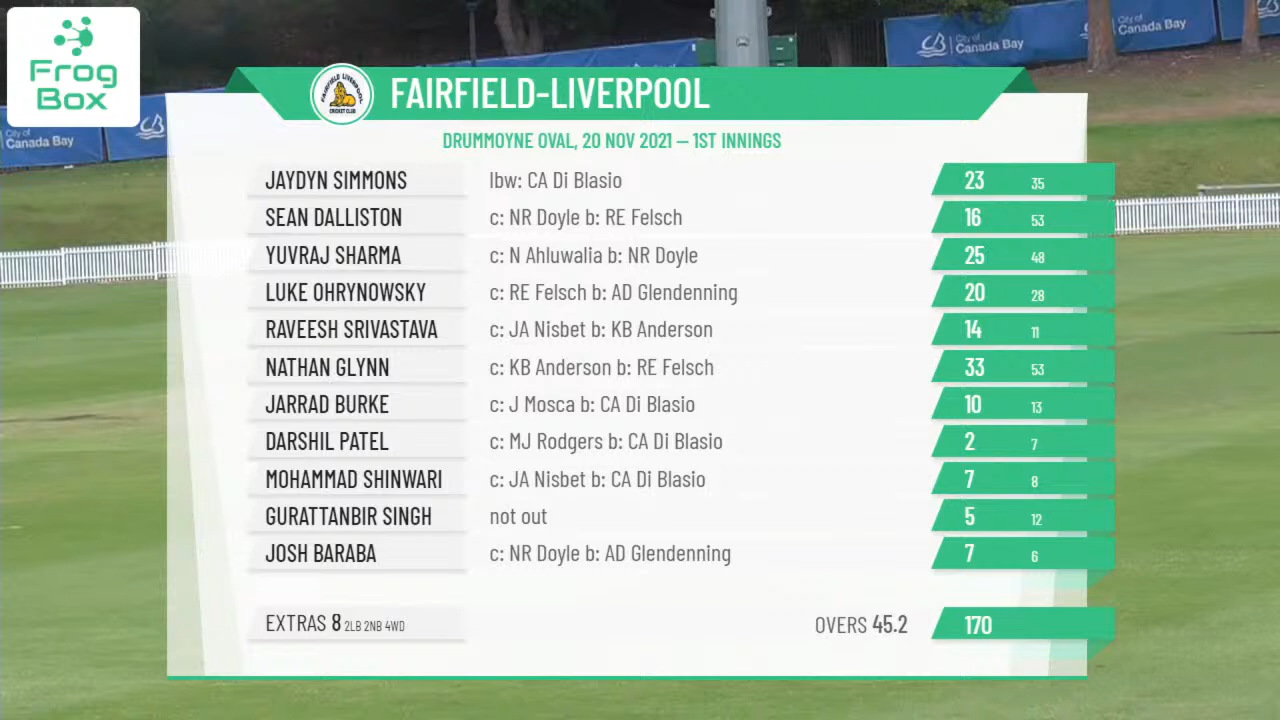 Frog
Box
City of
Canada Bay
City of
Canada Bay
City of
Canada Bay
FAIRFIELD LIVERPOOL
CRICKET CLUB
FAIRFIELD-LIVERPOOL
DRUMMOYNE OVAL, 20 NOV 2021 – 1ST INNINGS
JAYDYN SIMMONS lbw: CA Di Blasio 23 35
SEAN DALLISTON c: NR Doyle b: RE Felsch 16 53
YUVRAJ SHARMA c: N Ahluwalia b: NR Doyle 25 48
LUKE OHRYNOWSKY c: RE Felsch b: AD Glendenning 20 28
RAVEESH SRIVASTAVA c: JA Nisbet b: KB Anderson 14 11
NATHAN GLYNN c: KB Anderson b: RE Felsch 33 53
JARRAD BURKE c: J Mosca b: CA Di Blasio 10 13
DARSHIL PATEL c: MJ Rodgers b: CA Di Blasio 2 7
MOHAMMAD SHINWARI c: JA Nisbet b: CA Di Blasio 7 8
GURATTANBIR SINGH not out 5 12
JOSH BARABA c: NR Doyle b: AD Glendenning 7 6
EXTRAS 8 2LB 2NB 4WD OVERS 45.2 170